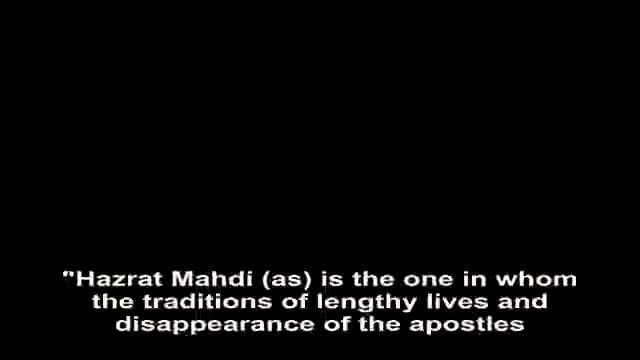 "Hazrat Mahdi (as) is the one in whom
the traditions of lengthy lives and
disappearance of the apostles